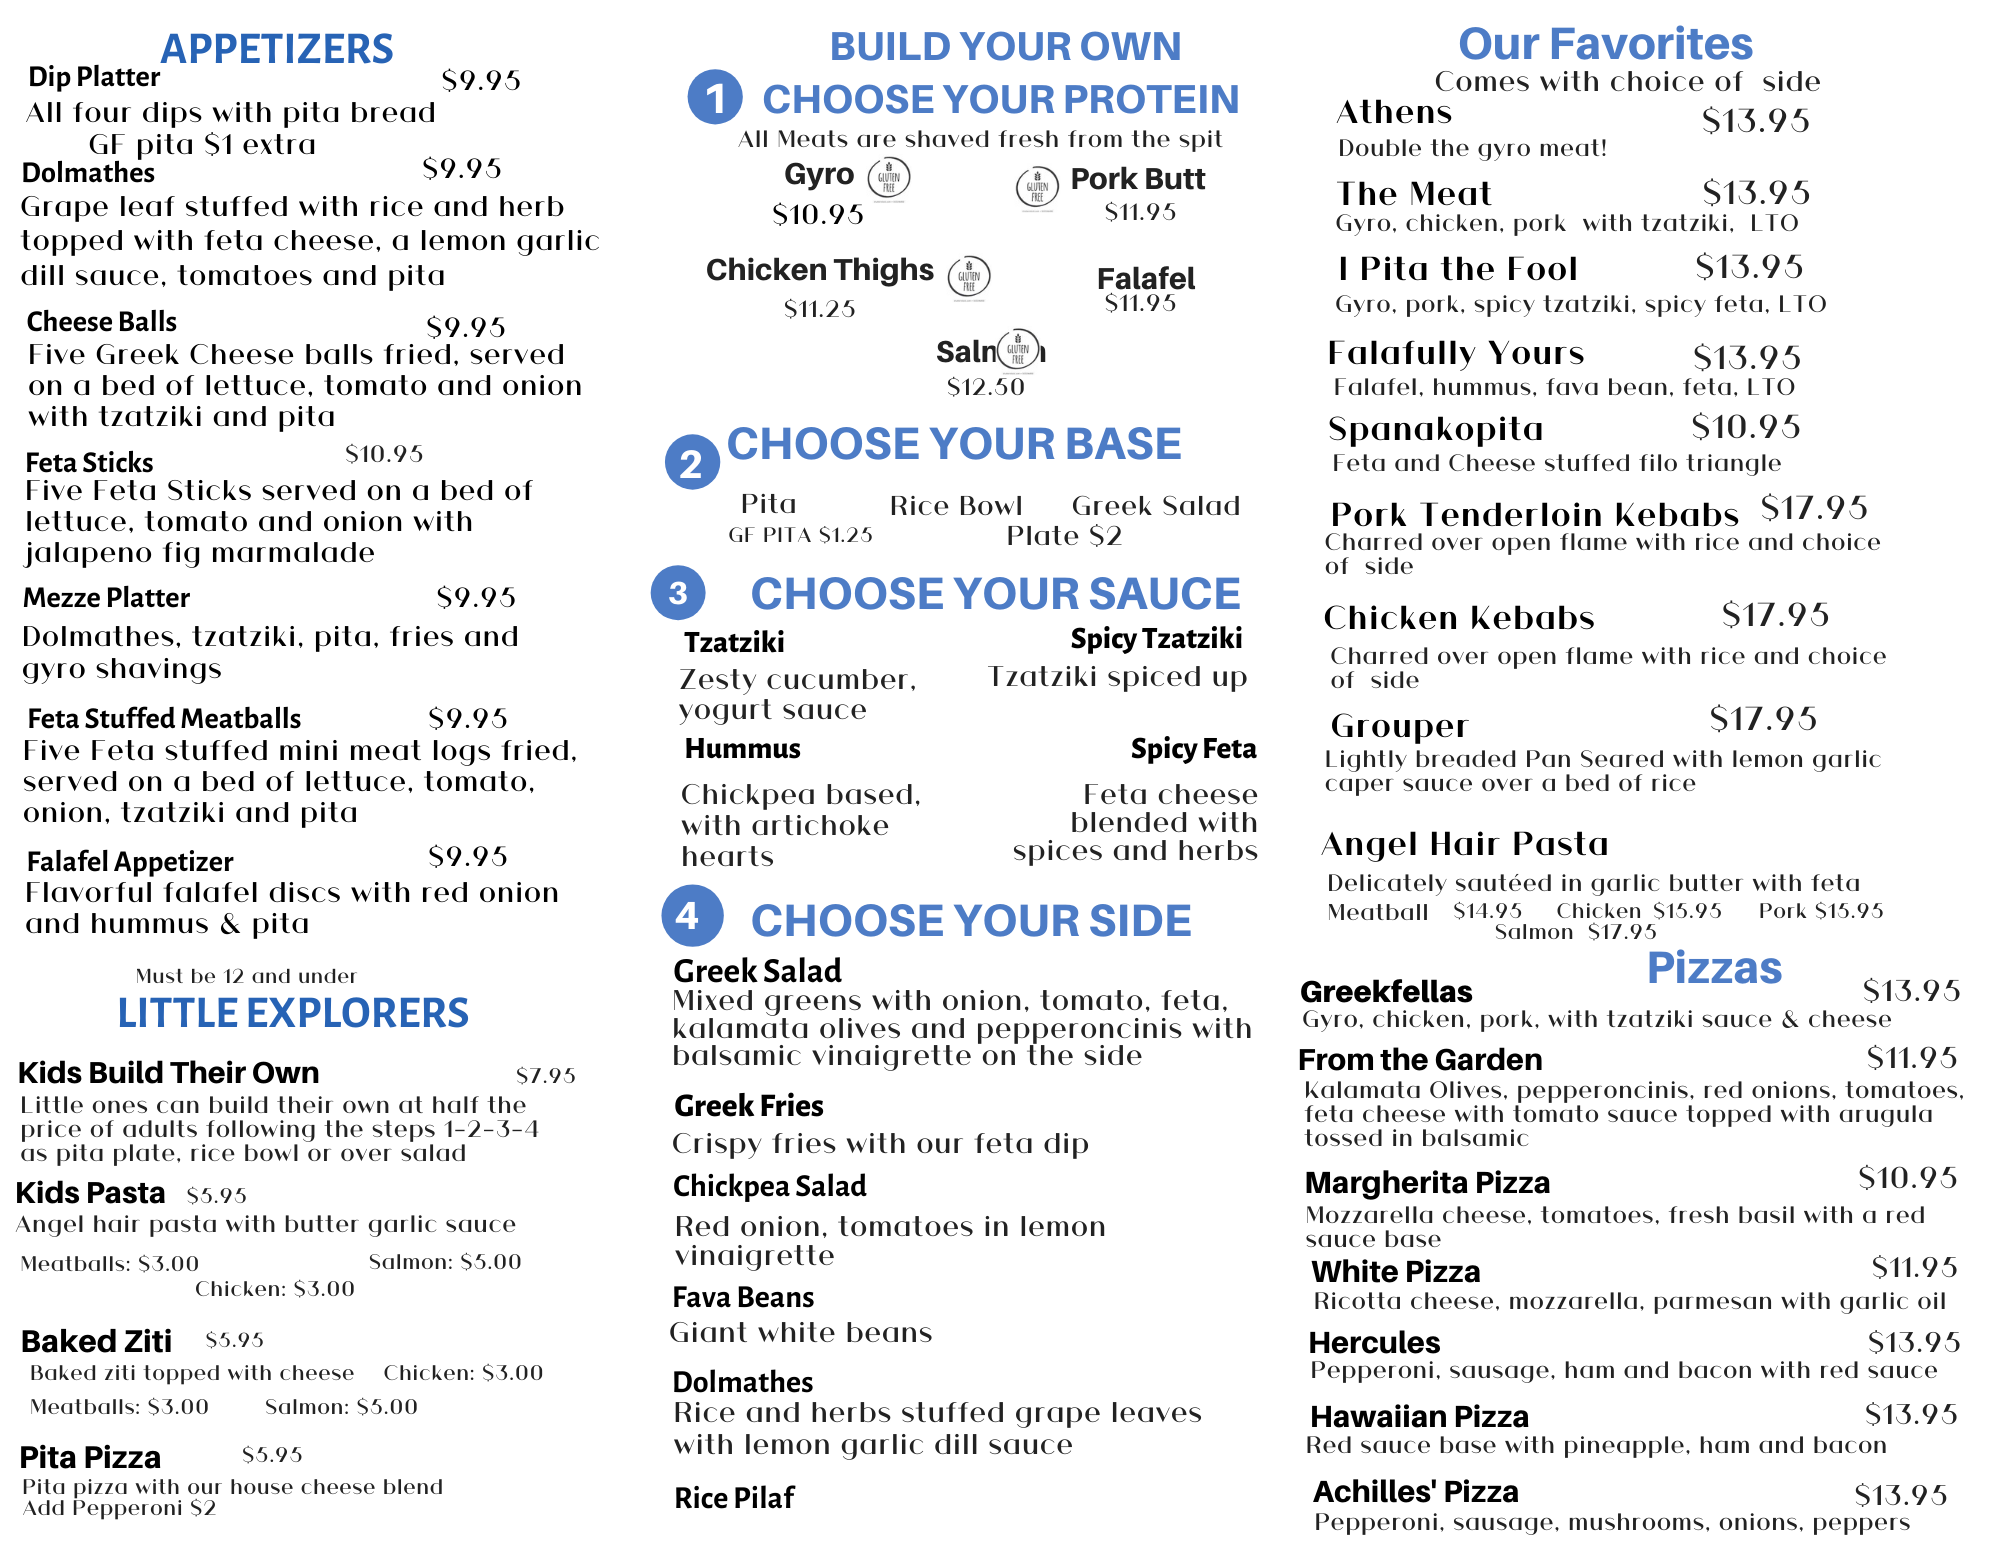 APPETIZERS
Dip Platter $9.95
All four dips with pita bread
GF pita $1 extra
Dolmathes $9.95
Grape leaf stuffed with rice and herb
topped with feta cheese, a lemon garlic
dill sauce, tomatoes and pita
Cheese Balls $9.95
Five Greek Cheese balls fried, served
on a bed of lettuce, tomato and onion
with tzatziki and pita
Feta Sticks $10.95
Five Feta Sticks served on a bed of
lettuce, tomato and onion with
jalapeno fig marmalade
Mezze Platter $9.95
Dolmathes, tzatziki, pita, fries and
gyro shavings
Feta Stuffed Meatballs $9.95
Five Feta stuffed mini meat logs fried,
served on a bed of lettuce, tomato,
onion, tzatziki and pita
Falafel Appetizer $9.95
Flavorful falafel discs with red onion
and hummus & pita
Must be 12 and under
LITTLE EXPLORERS
Kids Build Their Own $7.95
Little ones can build their own at half the
price of adults following the steps 1-2-3-4
as pita plate, rice bowl or over salad
Kids Pasta $5.95
Angel hair pasta with butter garlic sauce
Meatballs: $3.00 Salmon: $5.00
Chicken: $3.00
Baked Ziti $5.95
Baked ziti topped with cheese Chicken: $3.00
Meatballs: $3.00 Salmon: $5.00
Pita Pizza $5.95
Pita pizza with our house cheese blend
Add Pepperoni $2
BUILD YOUR OWN
1 CHOOSE YOUR PROTEIN
All Meats are shaved fresh from the spit
Gyro GLUTEN FREE GLUTEN FREE Pork Butt
$10.95 $11.95
Chicken Thighs GLUTEN FREE Falafel
$11.25 $11.95
GLUTEN FREE
$12.50
2 CHOOSE YOUR BASE
Pita Rice Bowl Greek Salad
GF PITA $1.25 Plate $2
3 CHOOSE YOUR SAUCE
Tzatziki Spicy Tzatziki
Zesty cucumber, Tzatziki spiced up
yogurt sauce
Hummus Spicy Feta
Chickpea based, Feta cheese
with artichoke blended with
hearts spices and herbs
4 CHOOSE YOUR SIDE
Greek Salad
Mixed greens with onion, tomato, feta,
kalamata olives and pepperoncinis with
balsamic vinaigrette on the side
Greek Fries
Crispy fries with our feta dip
Chickpea Salad
Red onion, tomatoes in lemon
vinaigrette
Fava Beans
Giant white beans
Dolmathes
Rice and herbs stuffed grape leaves
with lemon garlic dill sauce
Rice Pilaf
Our Favorites
Comes with choice of side
Athens $13.95
Double the gyro meat!
The Meat $13.95
Gyro, chicken, pork with tzatziki, LTO
I Pita the Fool $13.95
Gyro, pork, spicy tzatziki, spicy feta, LTO
Falafully Yours $13.95
Falafel, hummus, fava bean, feta, LTO
Spanakopita $10.95
Feta and Cheese stuffed filo triangle
Pork Tenderloin Kebabs $17.95
Charred over open flame with rice and choice
of side
Chicken Kebabs $17.95
Charred over open flame with rice and choice
of side
Grouper $17.95
Lightly breaded Pan Seared with lemon garlic
caper sauce over a bed of rice
Angel Hair Pasta
Delicately sautéed in garlic butter with feta
Meatball $14.95 Chicken $15.95 Pork $15.95
Salmon $17.95
Pizzas
Greekfellas $13.95
Gyro, chicken, pork, with tzatziki sauce & cheese
From the Garden $11.95
Kalamata Olives, pepperoncinis, red onions, tomatoes,
feta cheese with tomato sauce topped with arugula
tossed in balsamic
Margherita Pizza $10.95
Mozzarella cheese, tomatoes, fresh basil with a red
sauce base
White Pizza $11.95
Ricotta cheese, mozzarella, parmesan with garlic oil
Hercules $13.95
Pepperoni, sausage, ham and bacon with red sauce
Hawaiian Pizza $13.95
Red sauce base with pineapple, ham and bacon
Achilles' Pizza $13.95
Pepperoni, sausage, mushrooms, onions, peppers